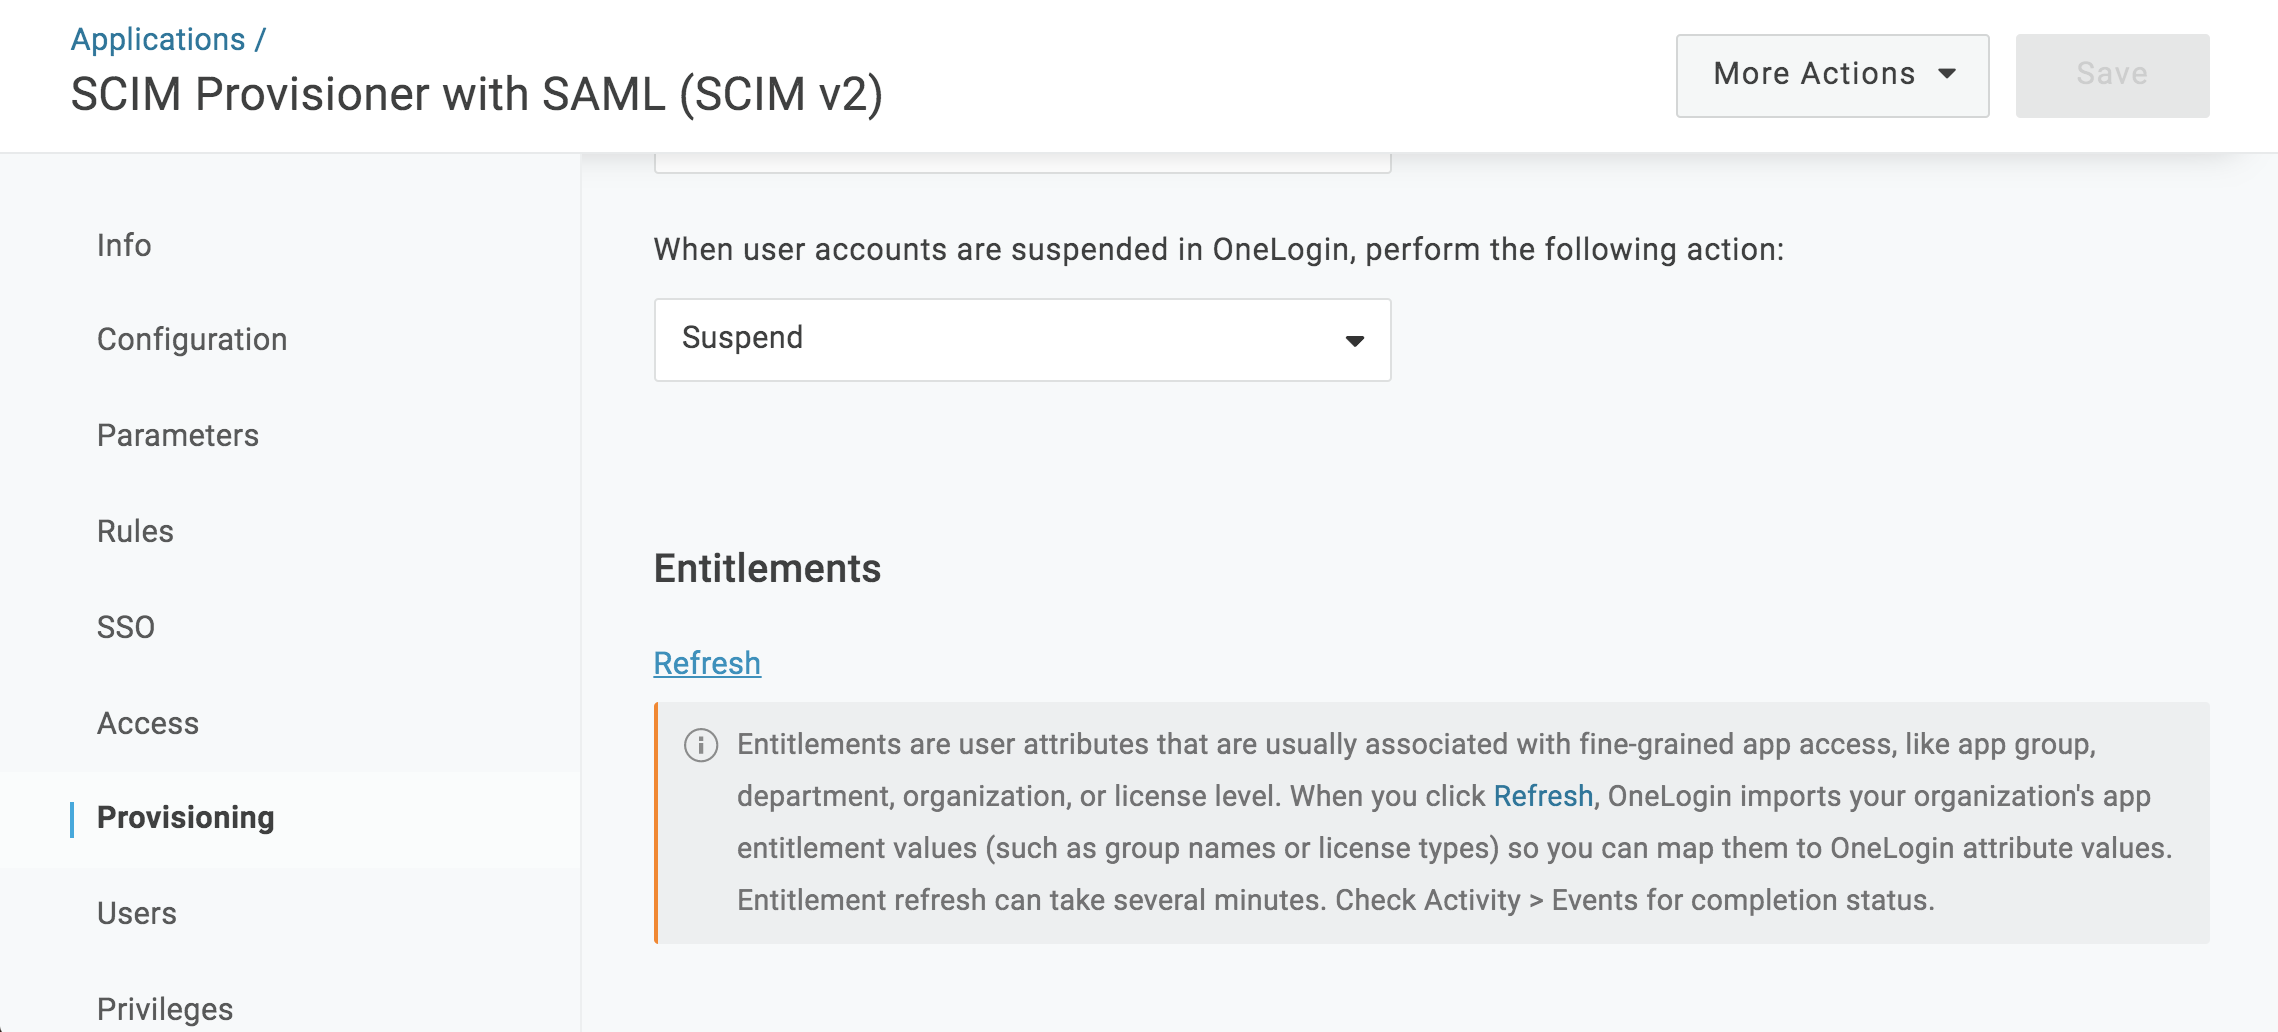 Applications /
SCIM Provisioner with SAML (SCIM v2)
More Actions
Save
Info
Configuration
Parameters
Rules
SSO
Access
Provisioning
Users
Privileges
When user accounts are suspended in OneLogin, perform the following action:
Suspend
Entitlements
Refresh
Entitlements are user attributes that are usually associated with fine-grained app access, like app group,
department, organization, or license level. When you click Refresh, OneLogin imports your organization's app
entitlement values (such as group names or license types) so you can map them to OneLogin attribute values.
Entitlement refresh can take several minutes. Check Activity > Events for completion status.